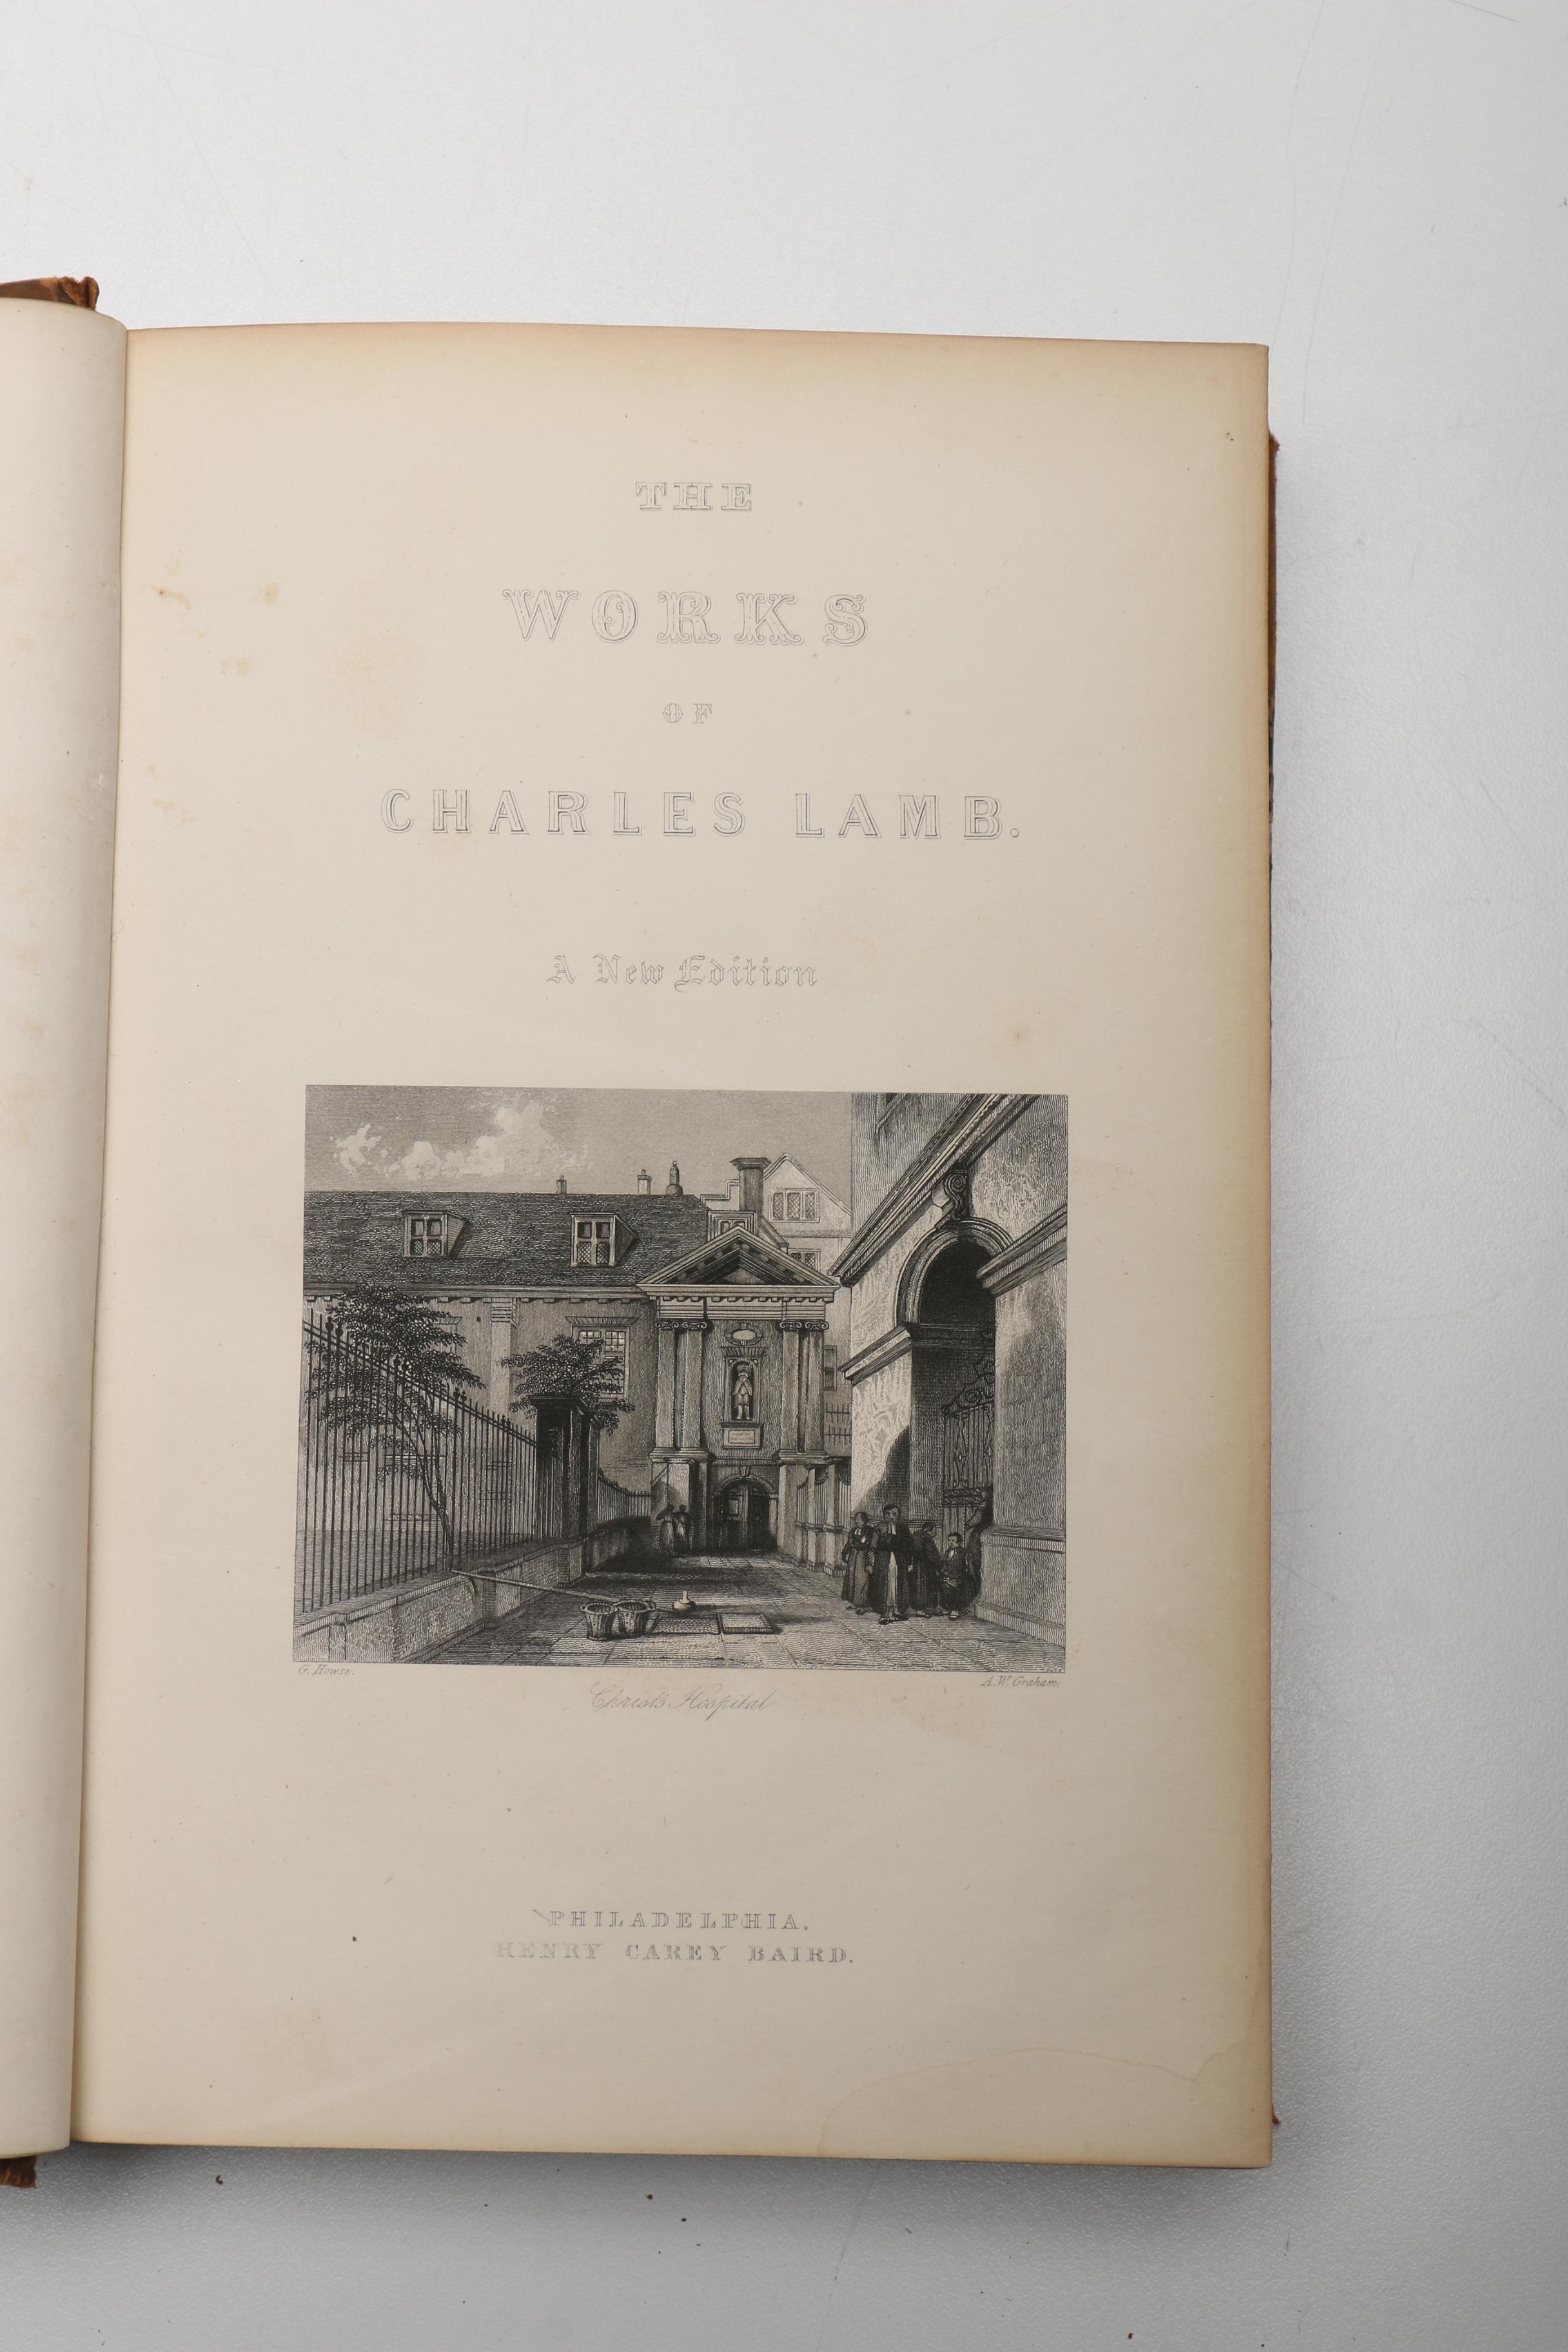 THE
WORKS
OF
CHARLES LAMB.
A New Edition
G. Howse.
A. W. Graham.
Christ's Hospital
PHILADELPHIA,
HENRY CAREY BAIRD.